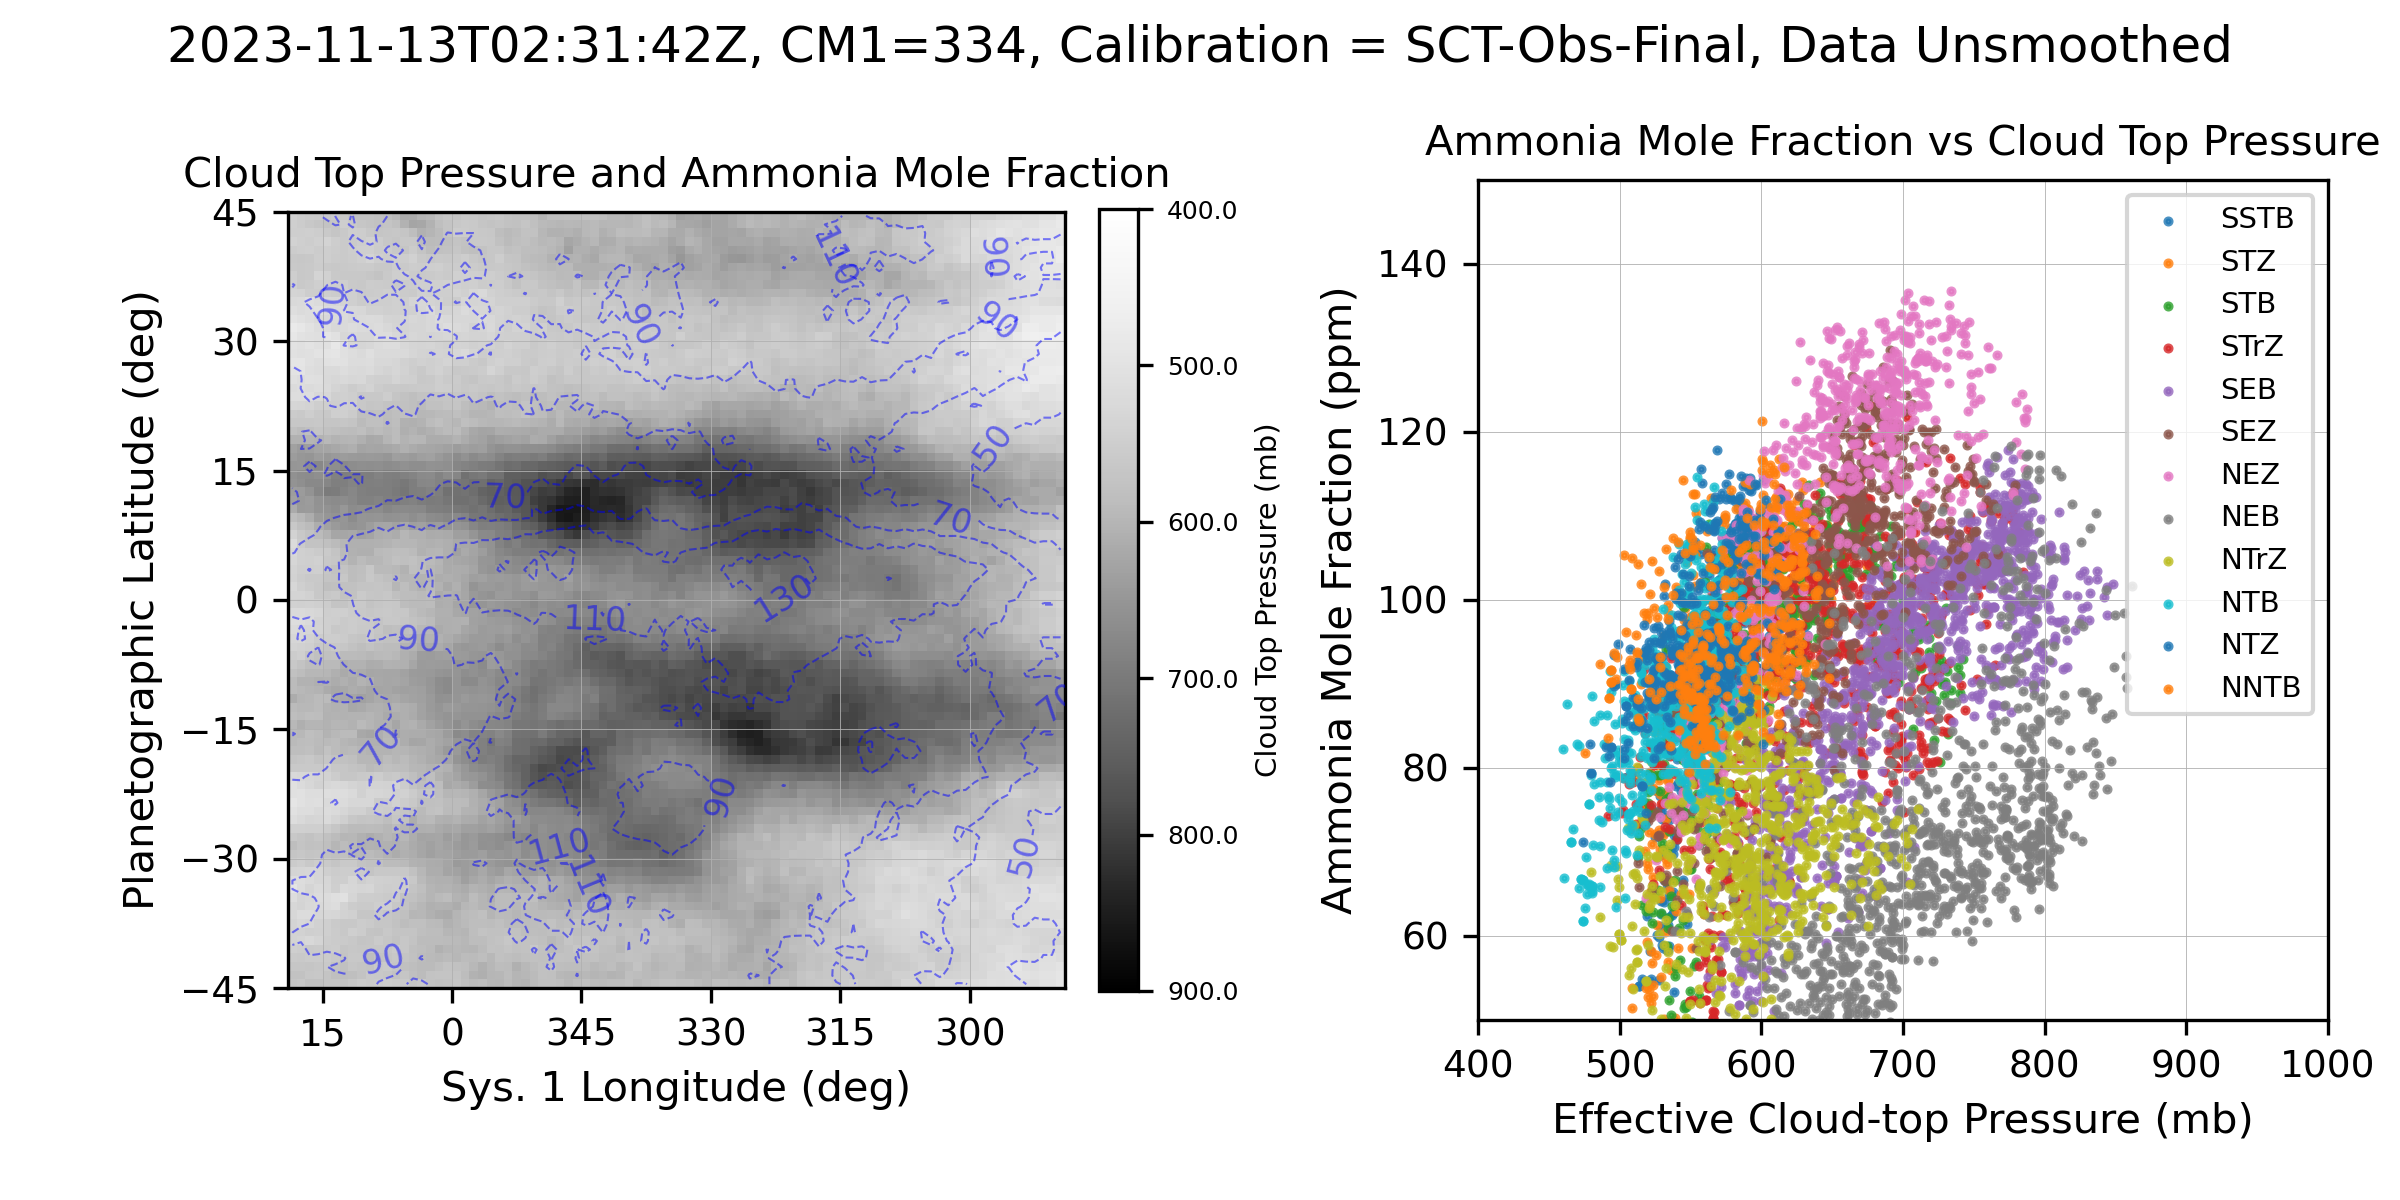 2023-11-13T02:31:42Z, CM1=334, Calibration = SCT-Obs-Final, Data Unsmoothed
Cloud Top Pressure and Ammonia Mole Fraction
Planetographic Latitude (deg)
45
30
15
0
−15
−30
−45
15
0
345
330
315
300
Sys. 1 Longitude (deg)
110
90
90
90
90
50
70
70
130
110
90
70
70
90
110
110
50
90
400.0
500.0
600.0
700.0
800.0
900.0
Cloud Top Pressure (mb)
Ammonia Mole Fraction vs Cloud Top Pressure
Ammonia Mole Fraction (ppm)
140
120
100
80
60
400
500
600
700
800
900
1000
Effective Cloud-top Pressure (mb)
SSTB
STZ
STB
STrZ
SEB
SEZ
NEZ
NEB
NTrZ
NTB
NTZ
NNTB